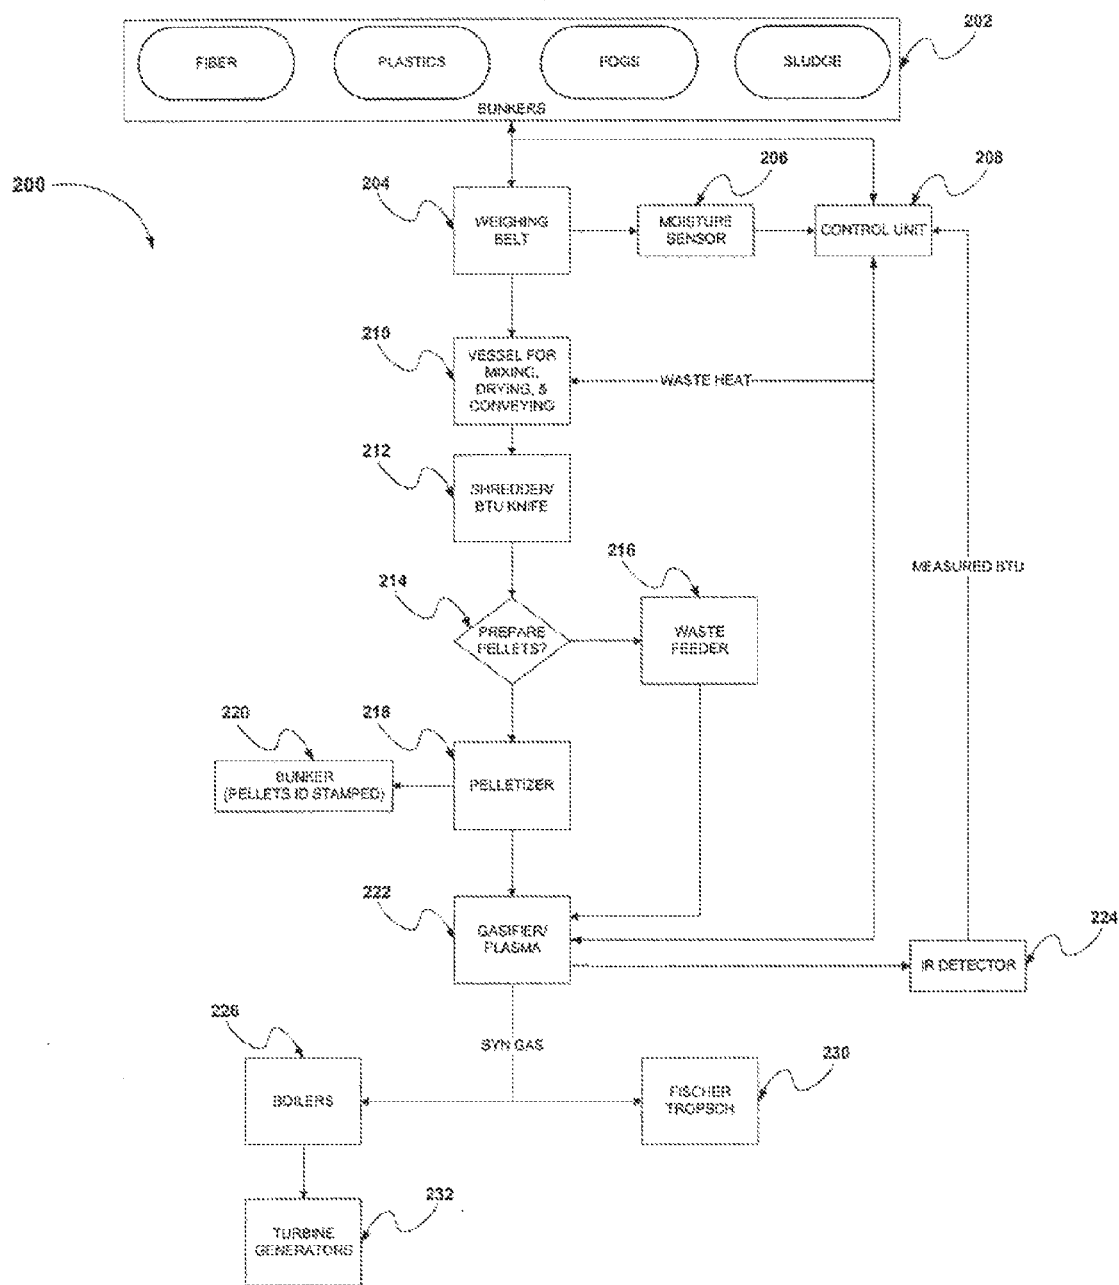 202
FIBER
PLASTICS
FOGS
SLUDGE
BUNKERS
200
204
206
208
WEIGHING
BELT
MOISTURE
SENSOR
CONTROL UNIT
210
VESSEL FOR
MIXING,
DRYING, &
CONVEYING
WASTE HEAT
212
SHREDDER/
BTU KNIFE
MEASURED BTU
214
216
PREPARE
PELLETS?
WASTE
FEEDER
220
218
BUNKER
(PELLETS ID STAMPED)
PELLETIZER
222
224
GASIFIER/
PLASMA
IR DETECTOR
226
SYN GAS
230
BOILERS
FISCHER
TROPSCH
232
TURBINE
GENERATORS